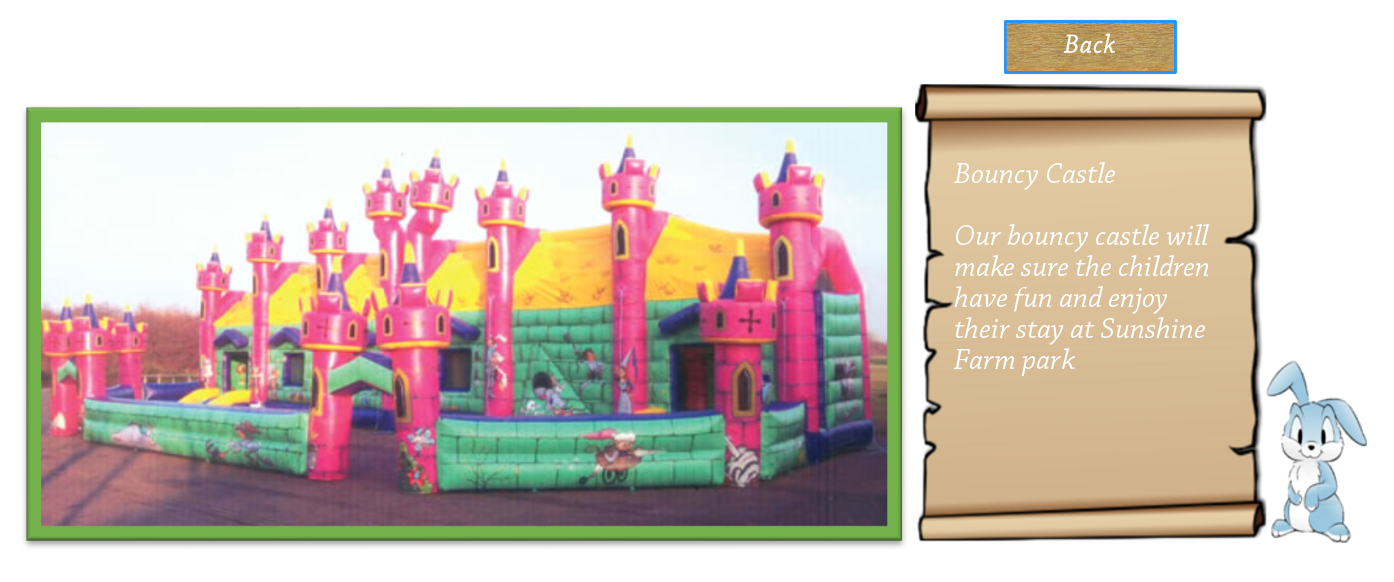 Back
Bouncy Castle
Our bouncy castle will
make sure the children
have fun and enjoy
their stay at Sunshine
Farm park